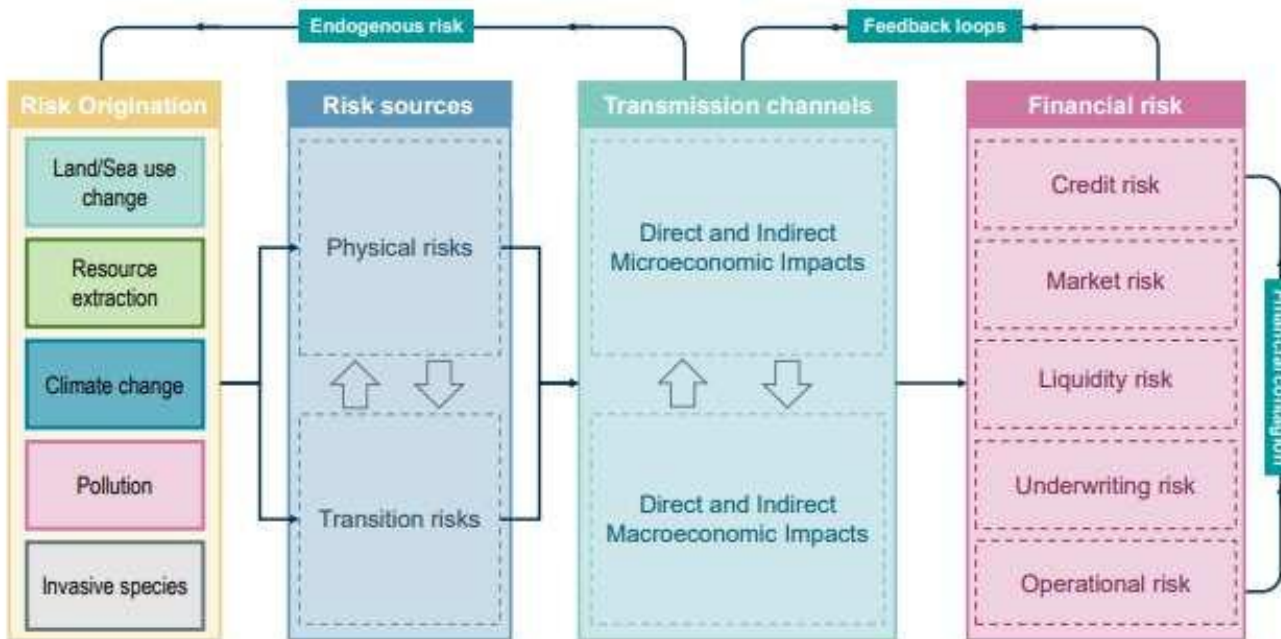 Endogenous risk
Feedback loops
Risk Origination
Land/Sea use
change
Resource
extraction
Climate change
Pollution
Invasive species
Risk sources
Physical risks
Transition risks
Transmission channels
Direct and Indirect
Microeconomic Impacts
Direct and Indirect
Macroeconomic Impacts
Financial risk
Credit risk
Market risk
Liquidity risk
Underwriting risk
Operational risk
Financial contagion